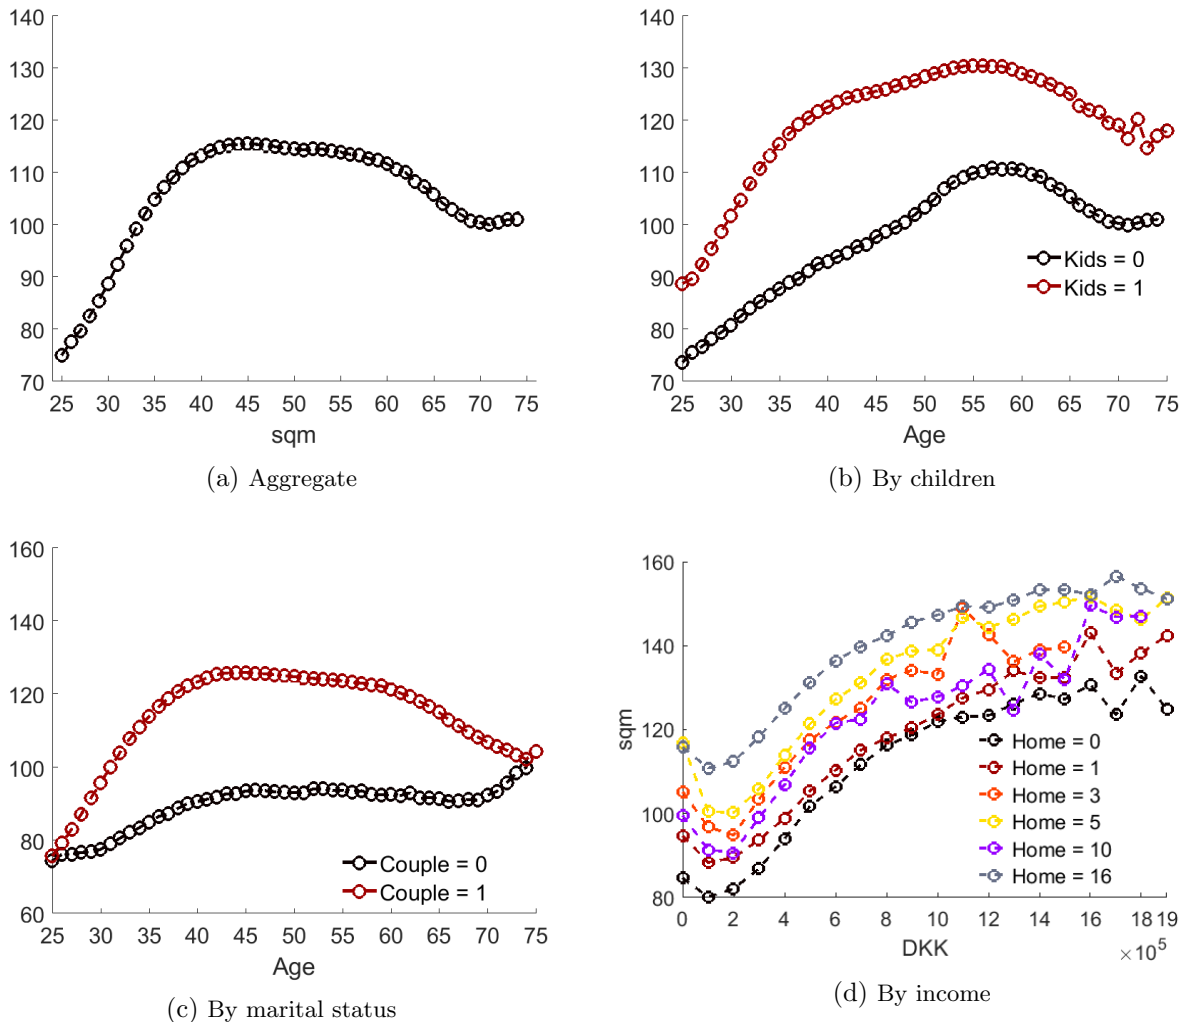 140
130
120
110
100
90
80
70
25 30 35 40 45 50 55 60 65 70 75
sqm
(a) Aggregate
140
130
120
110
100
90
80
70
Kids = 0
Kids = 1
25 30 35 40 45 50 55 60 65 70 75
Age
(b) By children
160
140
120
100
80
60
Couple = 0
Couple = 1
25 30 35 40 45 50 55 60 65 70 75
Age
(c) By marital status
160
140
120
100
80
sqm
Home = 0
Home = 1
Home = 3
Home = 5
Home = 10
Home = 16
0 2 4 6 8 10 12 14 16 18 19
DKK
×10⁵
(d) By income